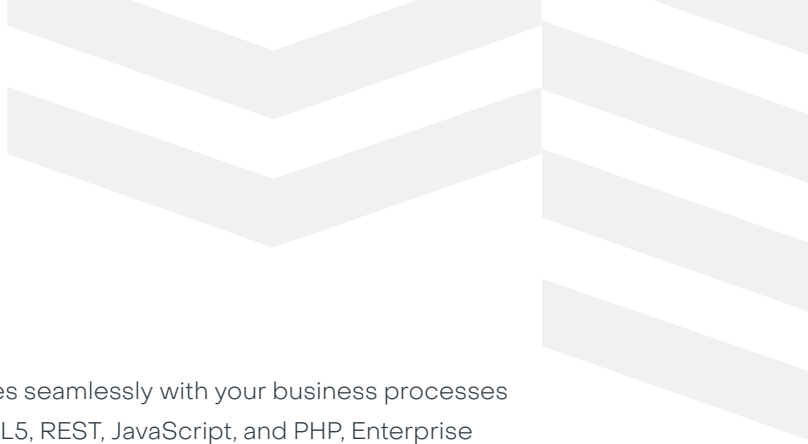 es seamlessly with your business processes
L5, REST, JavaScript, and PHP, Enterprise